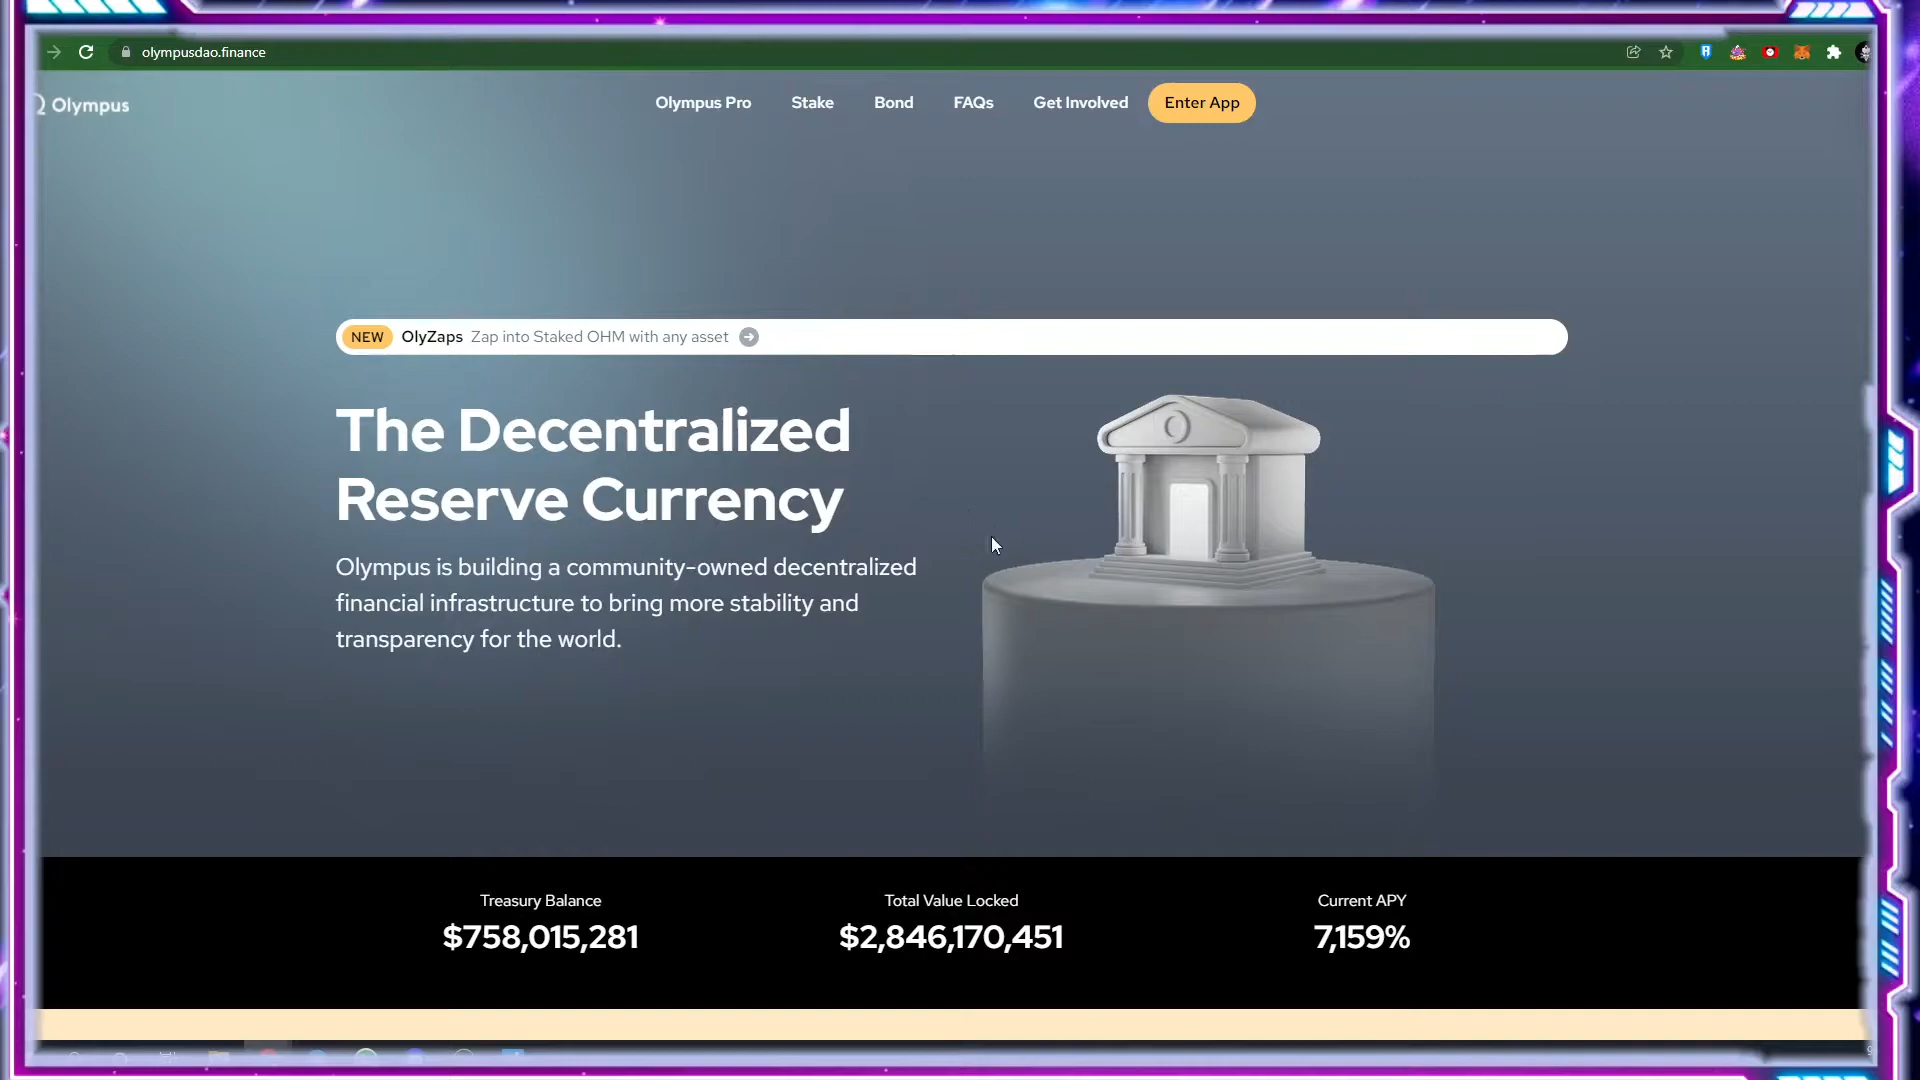 olympusdao.finance
Olympus
Olympus Pro
Stake
Bond
FAQs
Get Involved
Enter App
NEW OlyZaps Zap into Staked OHM with any asset
The Decentralized
Reserve Currency
Olympus is building a community-owned decentralized
financial infrastructure to bring more stability and
transparency for the world.
Treasury Balance
$758,015,281
Total Value Locked
$2,846,170,451
Current APY
7,159%